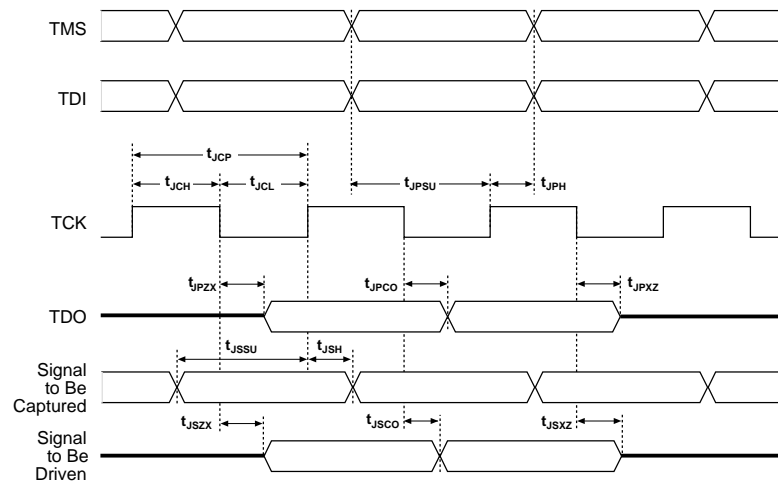 TMS
TDI
tJCP
tJCH
tJCL
tJPSU
tJPH
TCK
tJPZX
tJPCO
tJPXZ
TDO
tJSSU
tJSH
Signal
to Be
Captured
tJSZX
tJSCO
tJSXZ
Signal
to Be
Driven